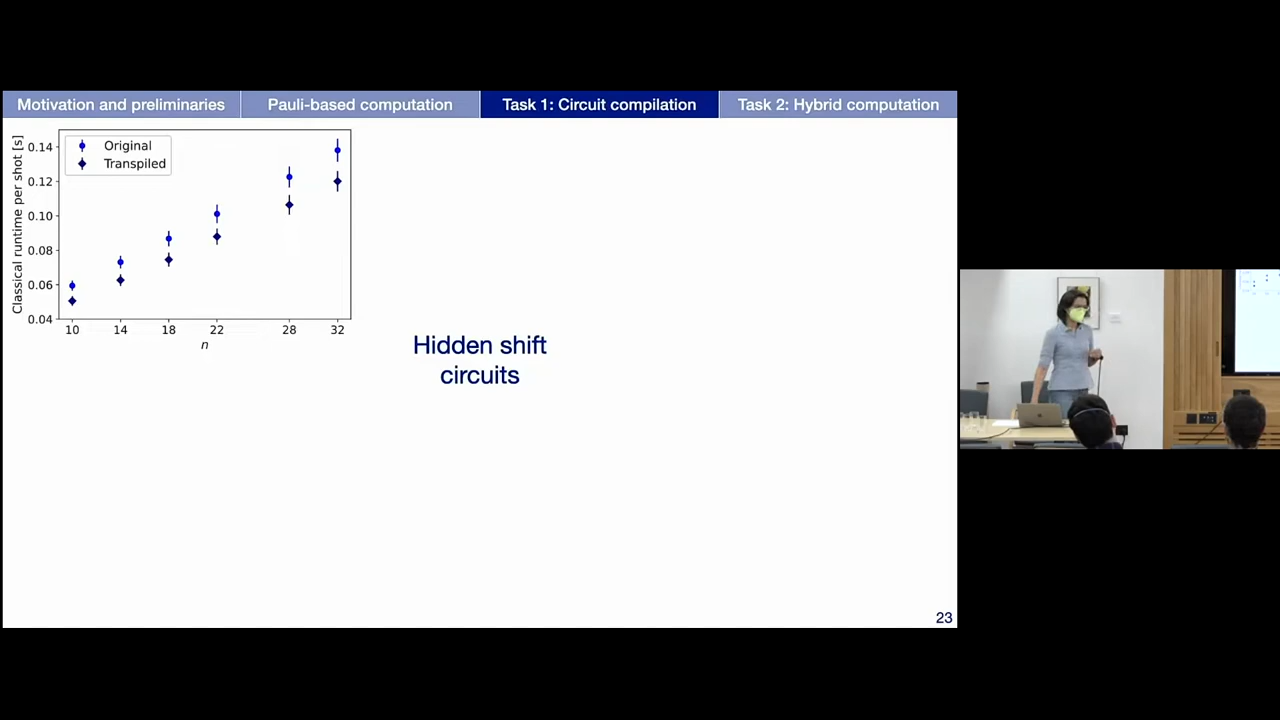 Motivation and preliminaries
Pauli-based computation
Task 1: Circuit compilation
Task 2: Hybrid computation
Classical runtime per shot [s]
0.14
0.12
0.10
0.08
0.06
0.04
Original
Transpiled
10 14 18 22 28 32
n
Hidden shift
circuits
23